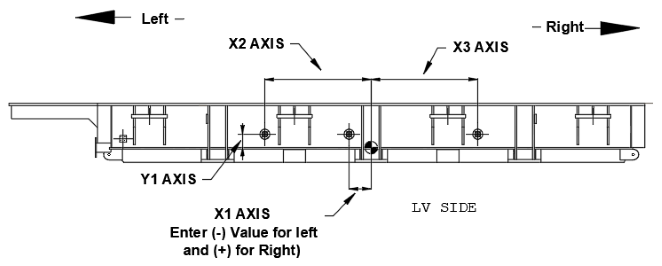 Left
Right
X2 AXIS
X3 AXIS
Y1 AXIS
X1 AXIS
Enter (-) Value for left
and (+) for Right)
LV SIDE